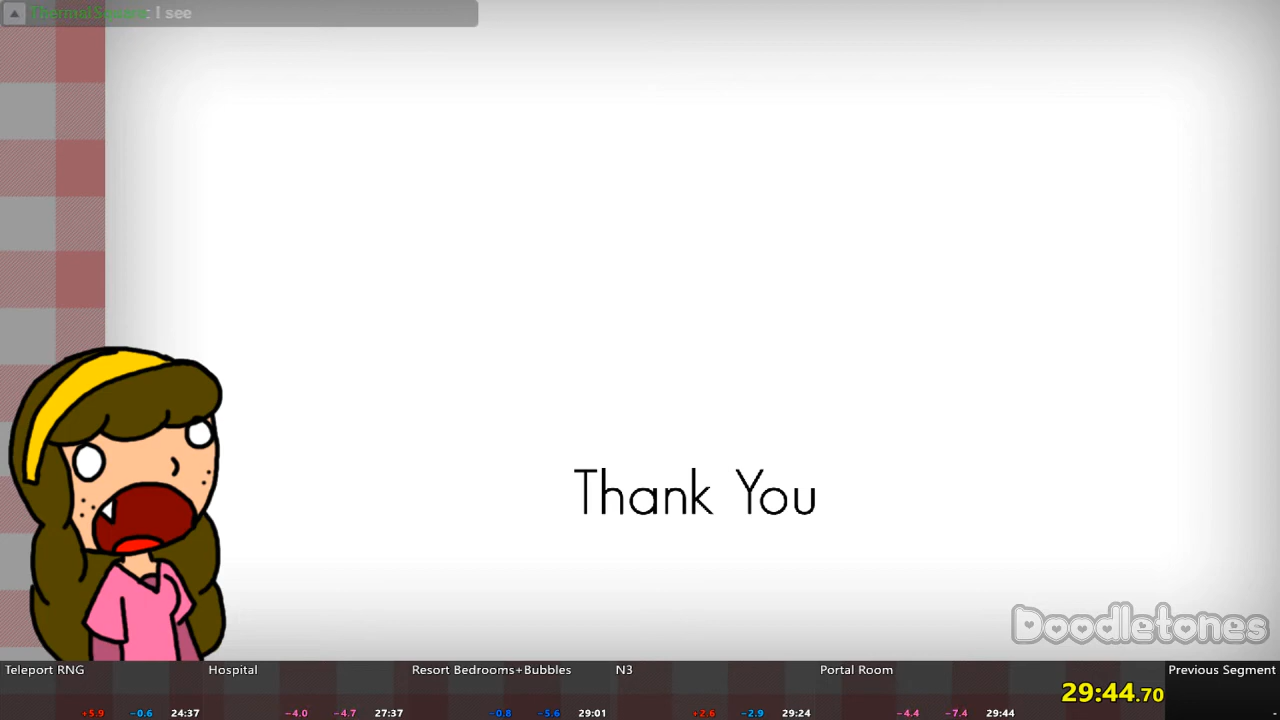 ThermalSquare: I see
Thank You
Doodletones
Teleport RNG Hospital Resort Bedrooms+Bubbles N3 Portal Room Previous Segment
29:44.70
+5.9 −0.6 24:37 −4.0 −4.7 27:37 −0.8 −5.6 29:01 +2.6 −2.9 29:24 −4.4 −7.4 29:44 -